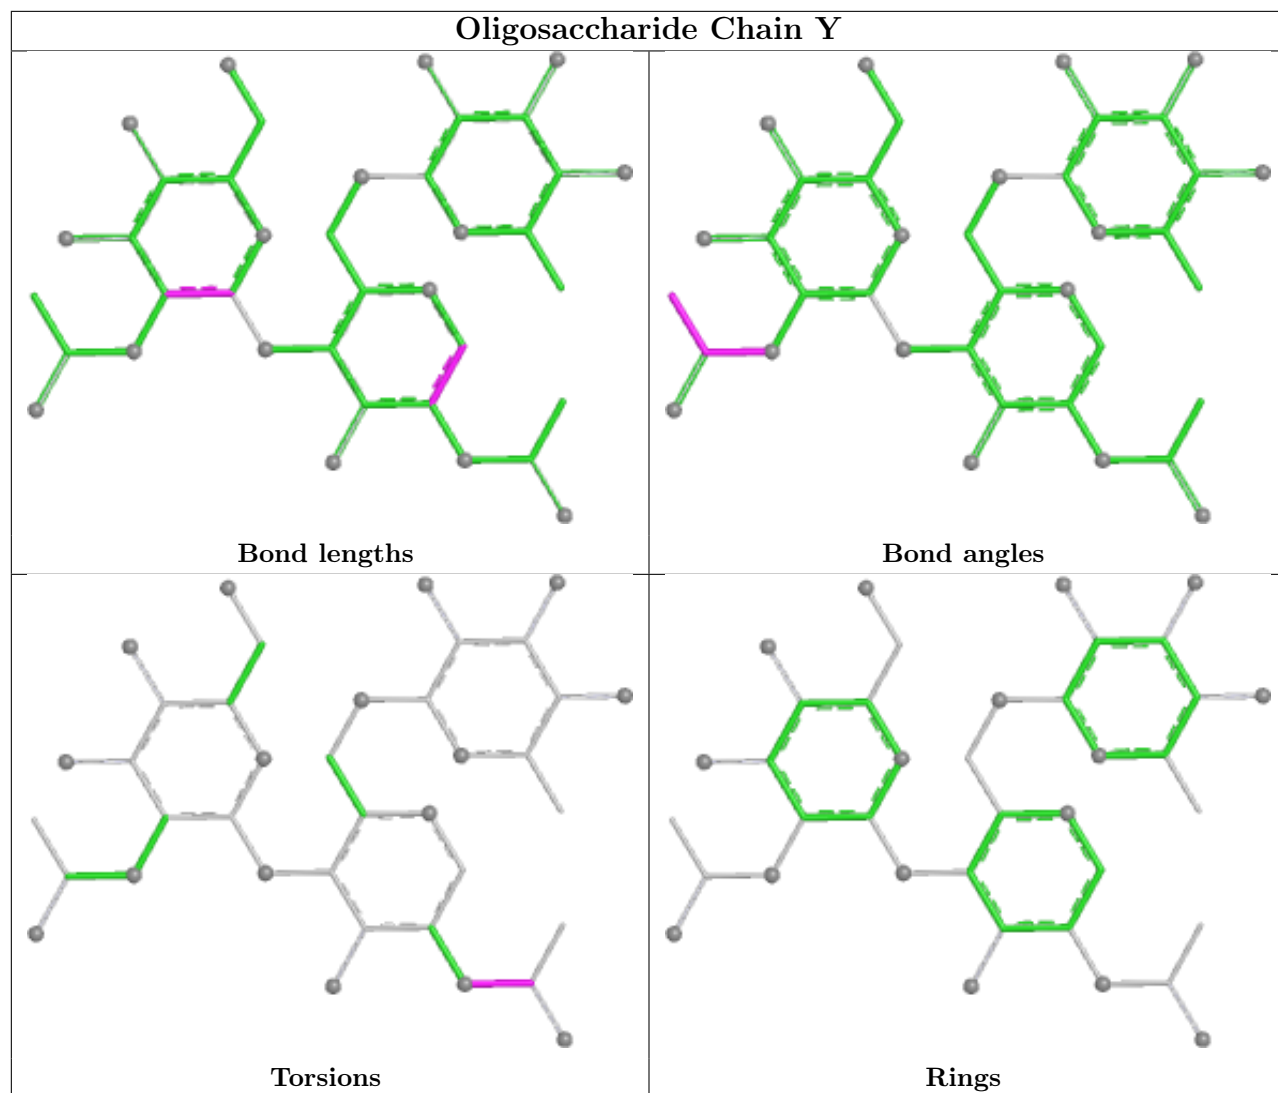 Oligosaccharide Chain Y
Bond lengths
Bond angles
Torsions
Rings